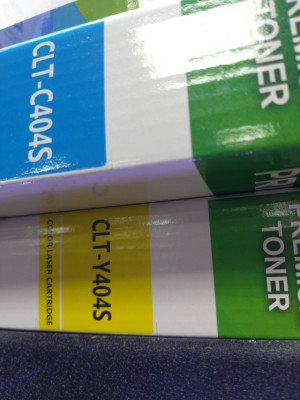 CLT-C404S
TONER
CLT-Y404S
COLOR LASER CARTRIDGE
TONER